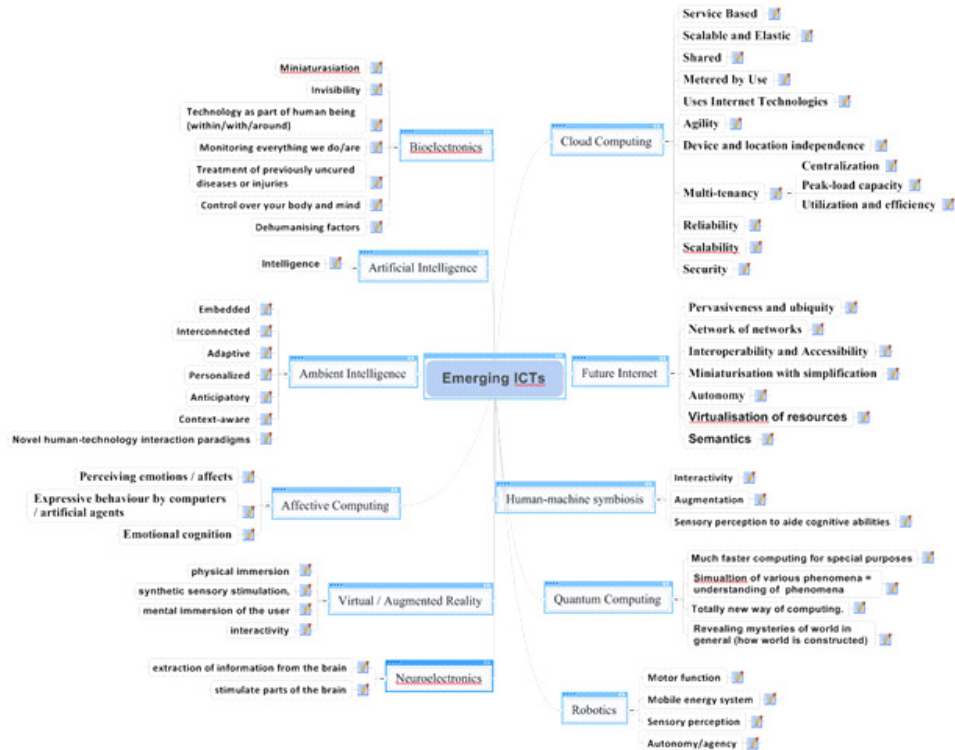 Emerging ICTs
Bioelectronics
Miniaturasiation
Invisibility
Technology as part of human being
(within/with/around)
Monitoring everything we do/are
Treatment of previously uncured
diseases or injuries
Control over your body and mind
Dehumanising factors
Artificial Intelligence
Intelligence
Ambient Intelligence
Embedded
Interconnected
Adaptive
Personalized
Anticipatory
Context-aware
Novel human-technology interaction paradigms
Affective Computing
Perceiving emotions / affects
Expressive behaviour by computers
/ artificial agents
Emotional cognition
Virtual / Augmented Reality
physical immersion
synthetic sensory stimulation,
mental immersion of the user
interactivity
Neuroelectronics
extraction of information from the brain
stimulate parts of the brain
Cloud Computing
Service Based
Scalable and Elastic
Shared
Metered by Use
Uses Internet Technologies
Agility
Device and location independence
Multi-tenancy
Centralization
Peak-load capacity
Utilization and efficiency
Reliability
Scalability
Security
Future Internet
Pervasiveness and ubiquity
Network of networks
Interoperability and Accessibility
Miniaturisation with simplification
Autonomy
Virtualisation of resources
Semantics
Human-machine symbiosis
Interactivity
Augmentation
Sensory perception to aide cognitive abilities
Quantum Computing
Much faster computing for special purposes
Simualtion of various phenomena =
understanding of phenomena
Totally new way of computing.
Revealing mysteries of world in
general (how world is constructed)
Robotics
Motor function
Mobile energy system
Sensory perception
Autonomy/agency